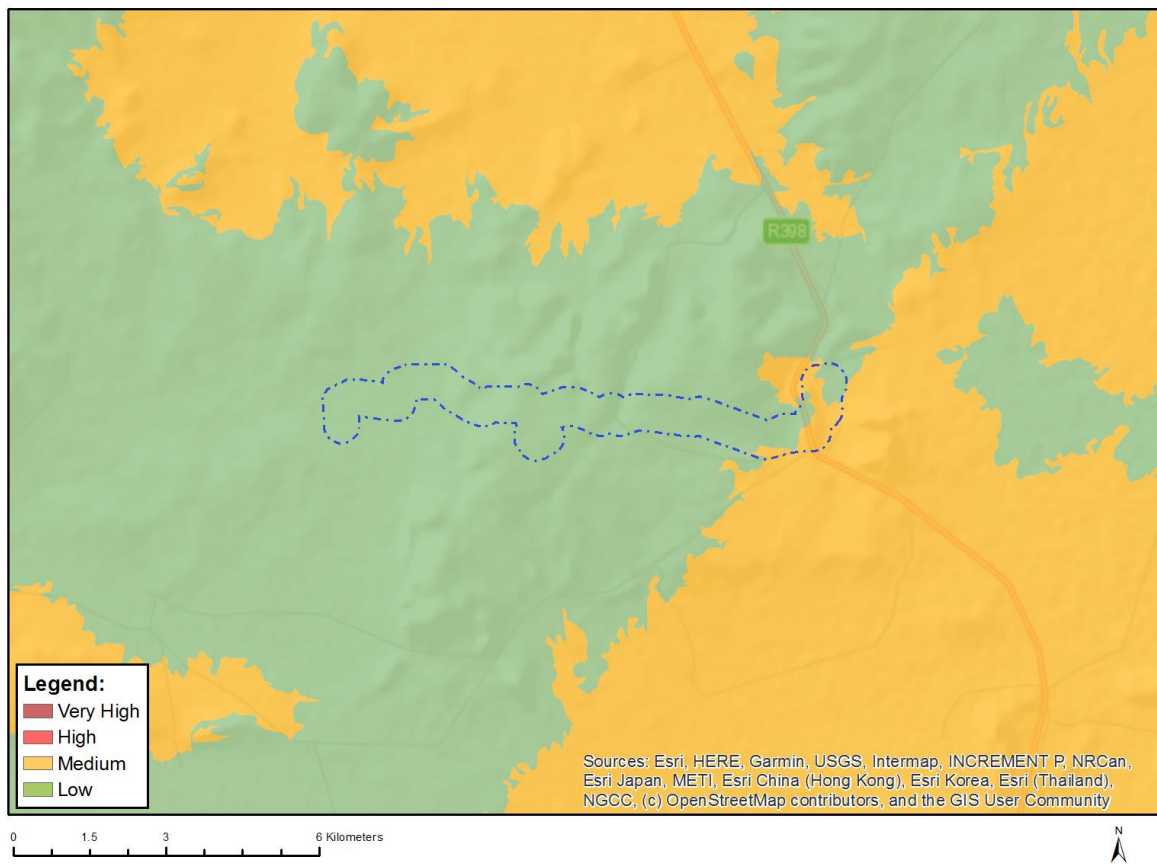 R398
Legend:
Very High
High
Medium
Low
Sources: Esri, HERE, Garmin, USGS, Intermap, INCREMENT P, NRCan,
Esri Japan, METI, Esri China (Hong Kong), Esri Korea, Esri (Thailand),
NGCC, (c) OpenStreetMap contributors, and the GIS User Community
0 1.5 3 6 Kilometers
N